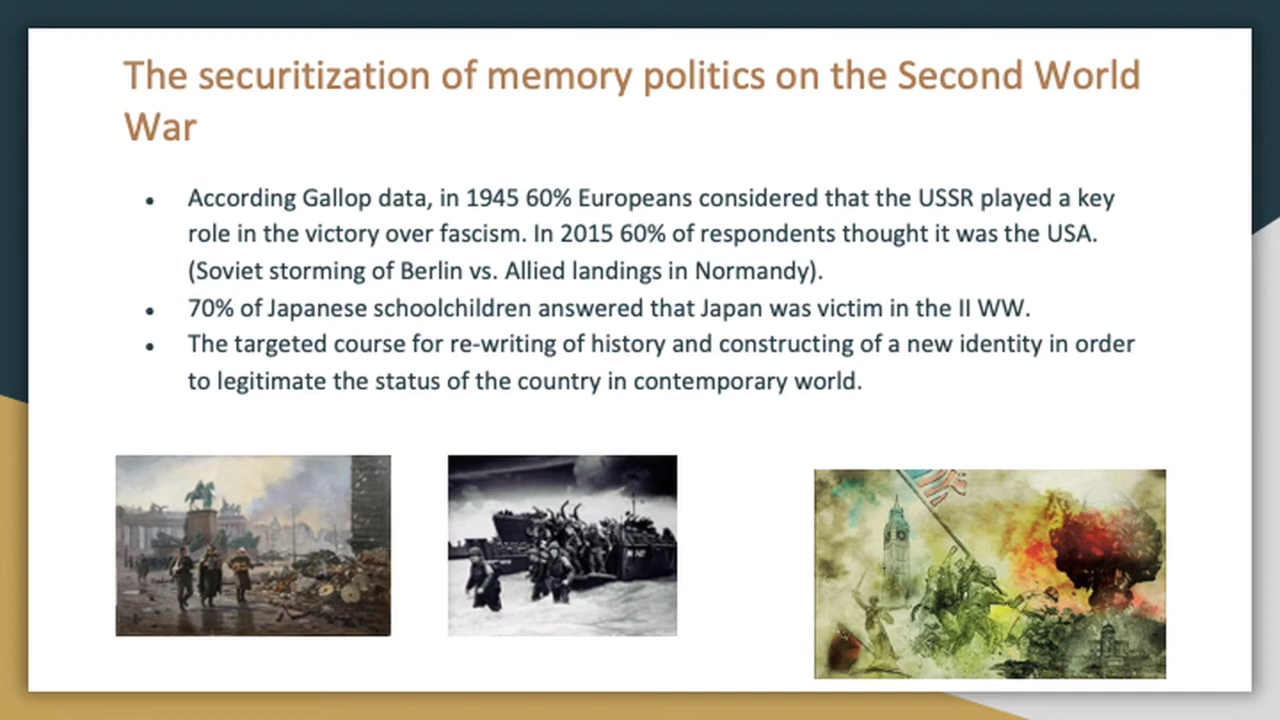 The securitization of memory politics on the Second World
War
• According Gallop data, in 1945 60% Europeans considered that the USSR played a key
role in the victory over fascism. In 2015 60% of respondents thought it was the USA.
(Soviet storming of Berlin vs. Allied landings in Normandy).
• 70% of Japanese schoolchildren answered that Japan was victim in the II WW.
• The targeted course for re-writing of history and constructing of a new identity in order
to legitimate the status of the country in contemporary world.